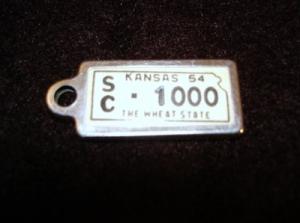 KANSAS 54
SC - 1000
THE WHEAT STATE